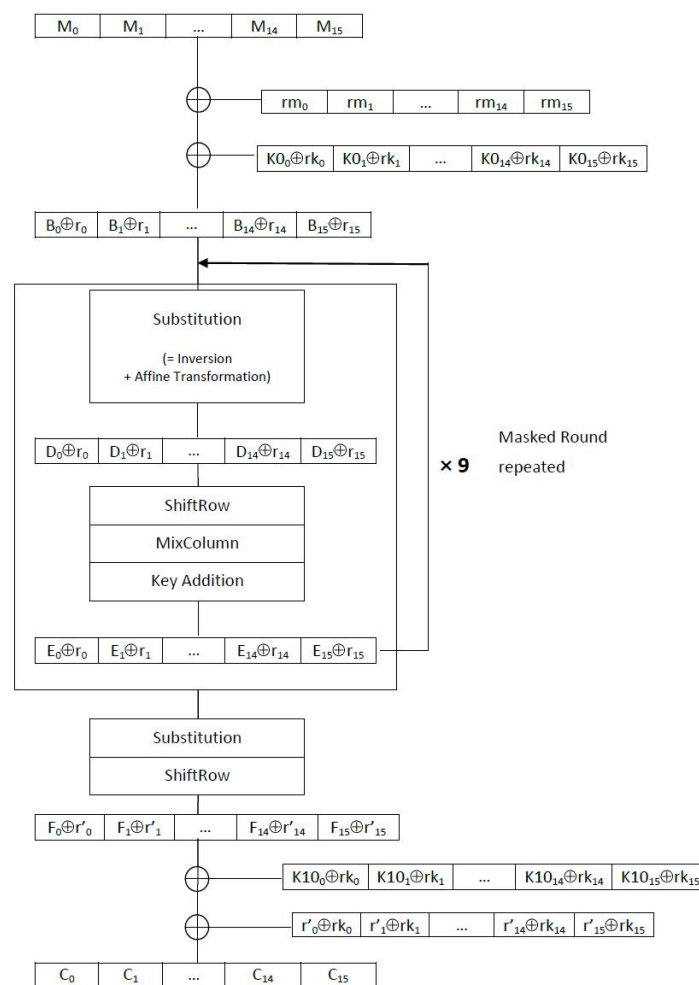 M₀ M₁ ... M₁₄ M₁₅
rm₀ rm₁ ... rm₁₄ rm₁₅
K0₀⊕rk₀ K0₁⊕rk₁ ... K0₁₄⊕rk₁₄ K0₁₅⊕rk₁₅
B₀⊕r₀ B₁⊕r₁ ... B₁₄⊕r₁₄ B₁₅⊕r₁₅
Substitution
(= Inversion
+ Affine Transformation)
D₀⊕r₀ D₁⊕r₁ ... D₁₄⊕r₁₄ D₁₅⊕r₁₅
× 9
Masked Round
repeated
ShiftRow
MixColumn
Key Addition
E₀⊕r₀ E₁⊕r₁ ... E₁₄⊕r₁₄ E₁₅⊕r₁₅
Substitution
ShiftRow
F₀⊕r'₀ F₁⊕r'₁ ... F₁₄⊕r'₁₄ F₁₅⊕r'₁₅
K10₀⊕rk₀ K10₁⊕rk₁ ... K10₁₄⊕rk₁₄ K10₁₅⊕rk₁₅
r'₀⊕rk₀ r'₁⊕rk₁ ... r'₁₄⊕rk₁₄ r'₁₅⊕rk₁₅
C₀ C₁ ... C₁₄ C₁₅